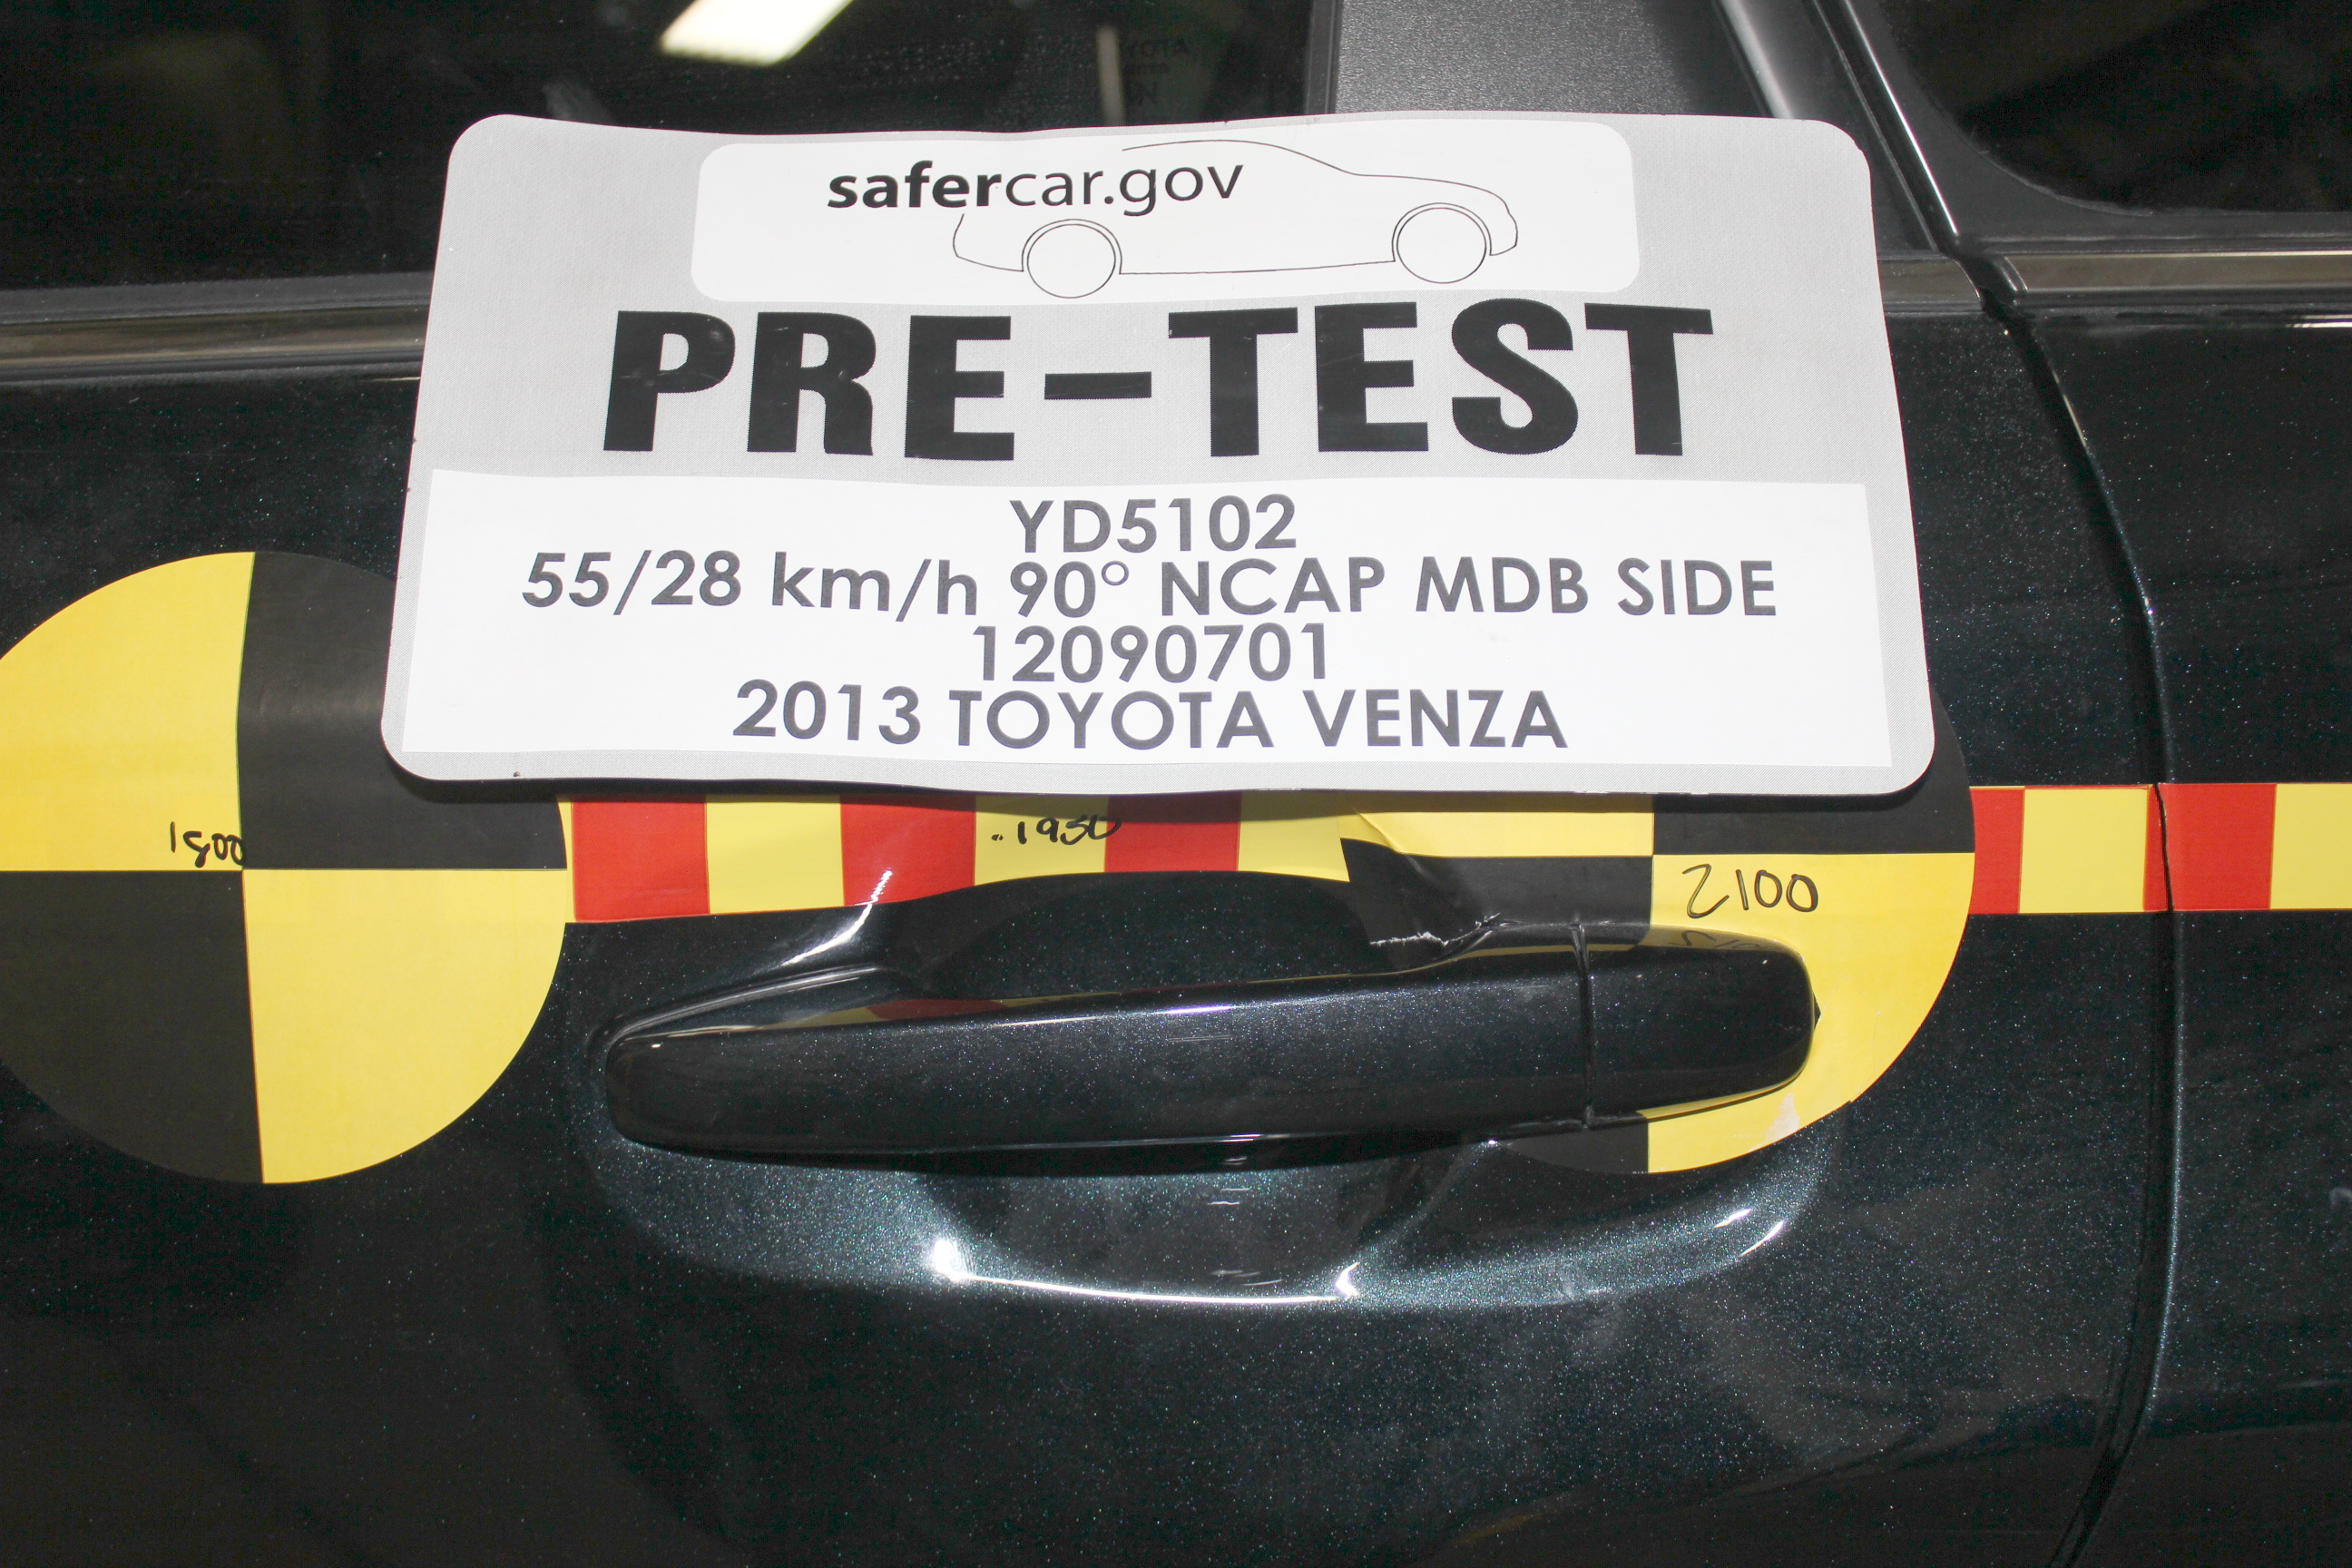 safercar.gov
PRE-TEST
YD5102
55/28 km/h 90° NCAP MDB SIDE
12090701
2013 TOYOTA VENZA
1800
1950
2100